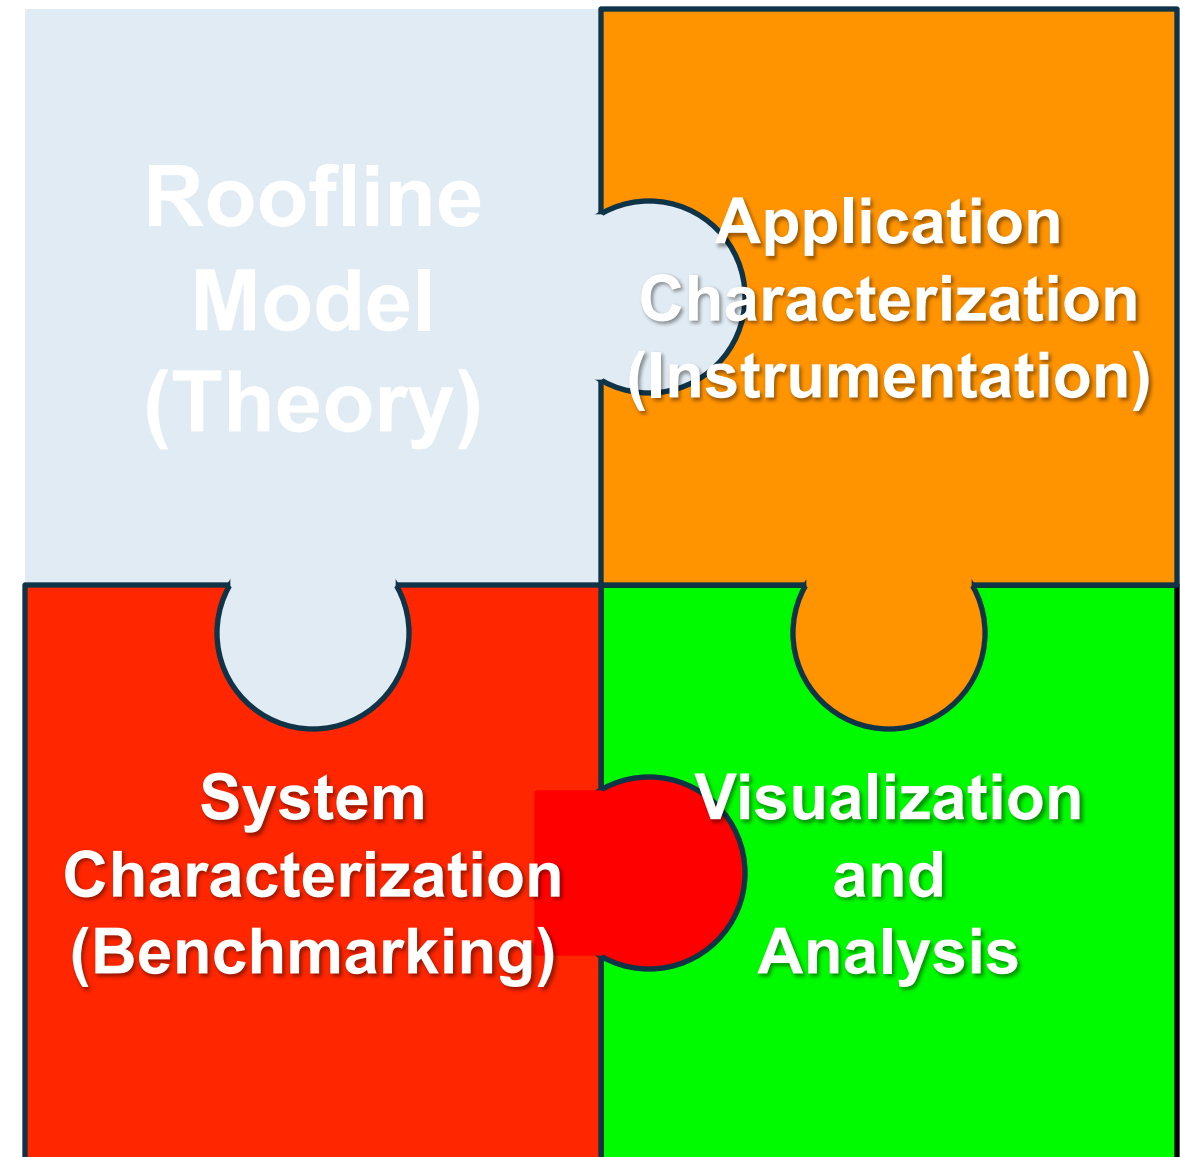 Roofline
Model
(Theory)
Application
Characterization
(Instrumentation)
System
Characterization
(Benchmarking)
Visualization
and
Analysis